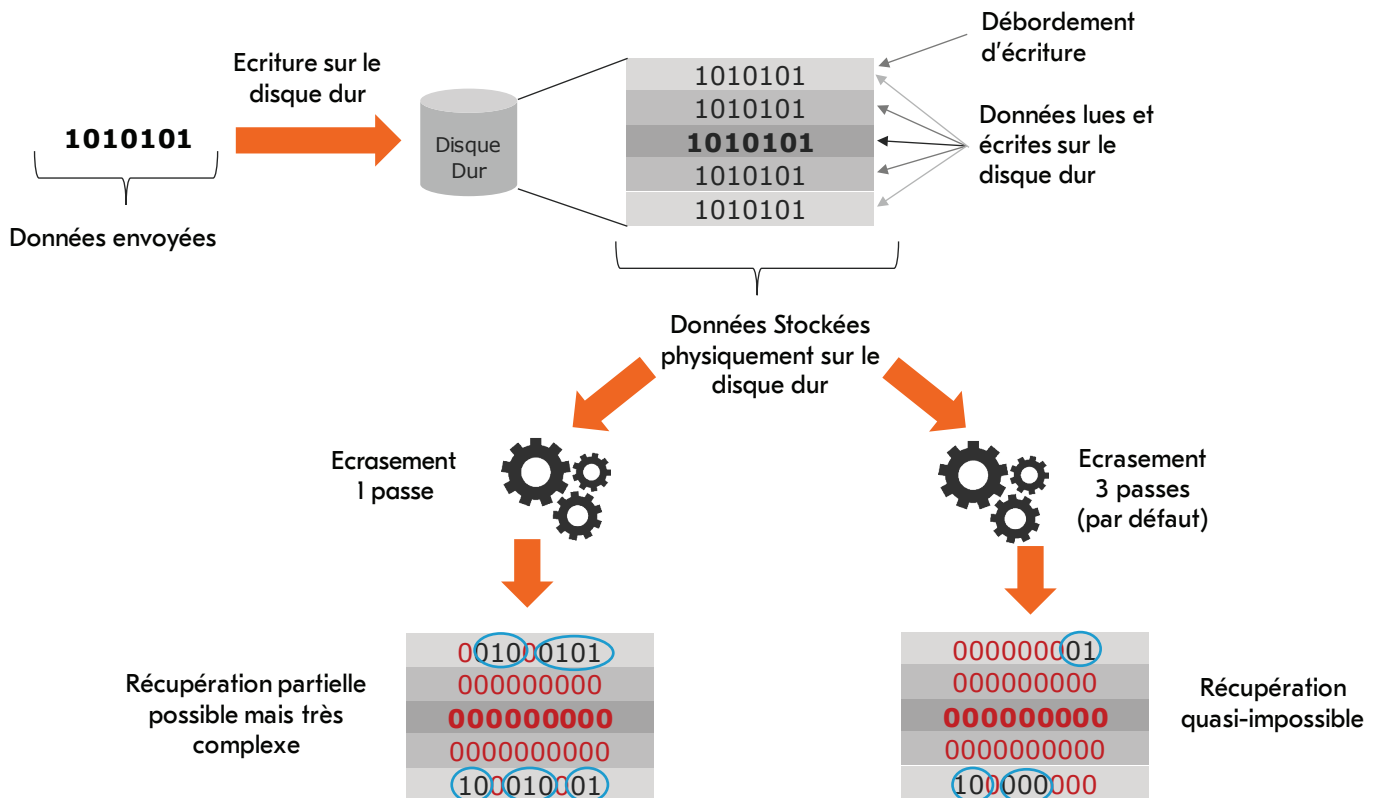 Débordement
d'écriture
Ecriture sur le
disque dur
1010101
1010101
1010101
1010101
1010101
1010101
Données lues et
écrites sur le
disque dur
Disque
Dur
Données envoyées
Données Stockées
physiquement sur le
disque dur
Ecrasement
1 passe
Ecrasement
3 passes
(par défaut)
001000101
000000000
000000000
0000000000
100010001
Récupération partielle
possible mais très
complexe
000000001
000000000
000000000
0000000000
100000000
Récupération
quasi-impossible